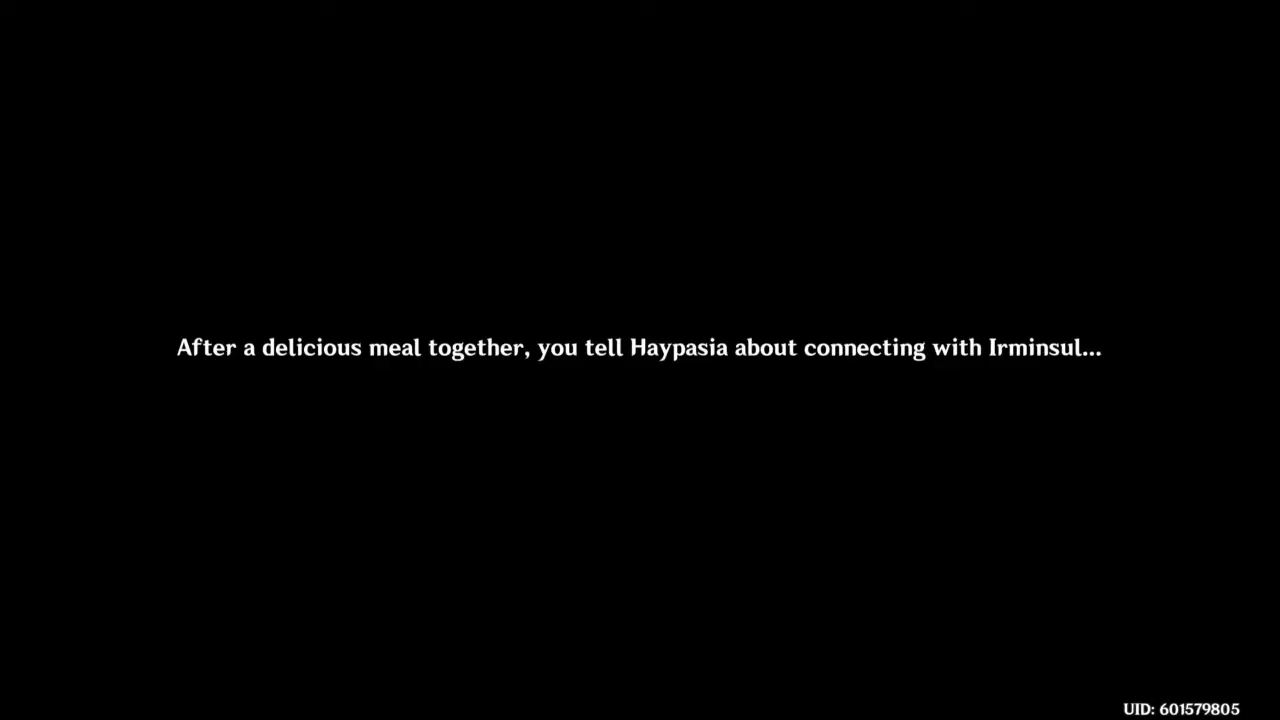 After a delicious meal together, you tell Haypasia about connecting with Irminsul...
UID: 601579805